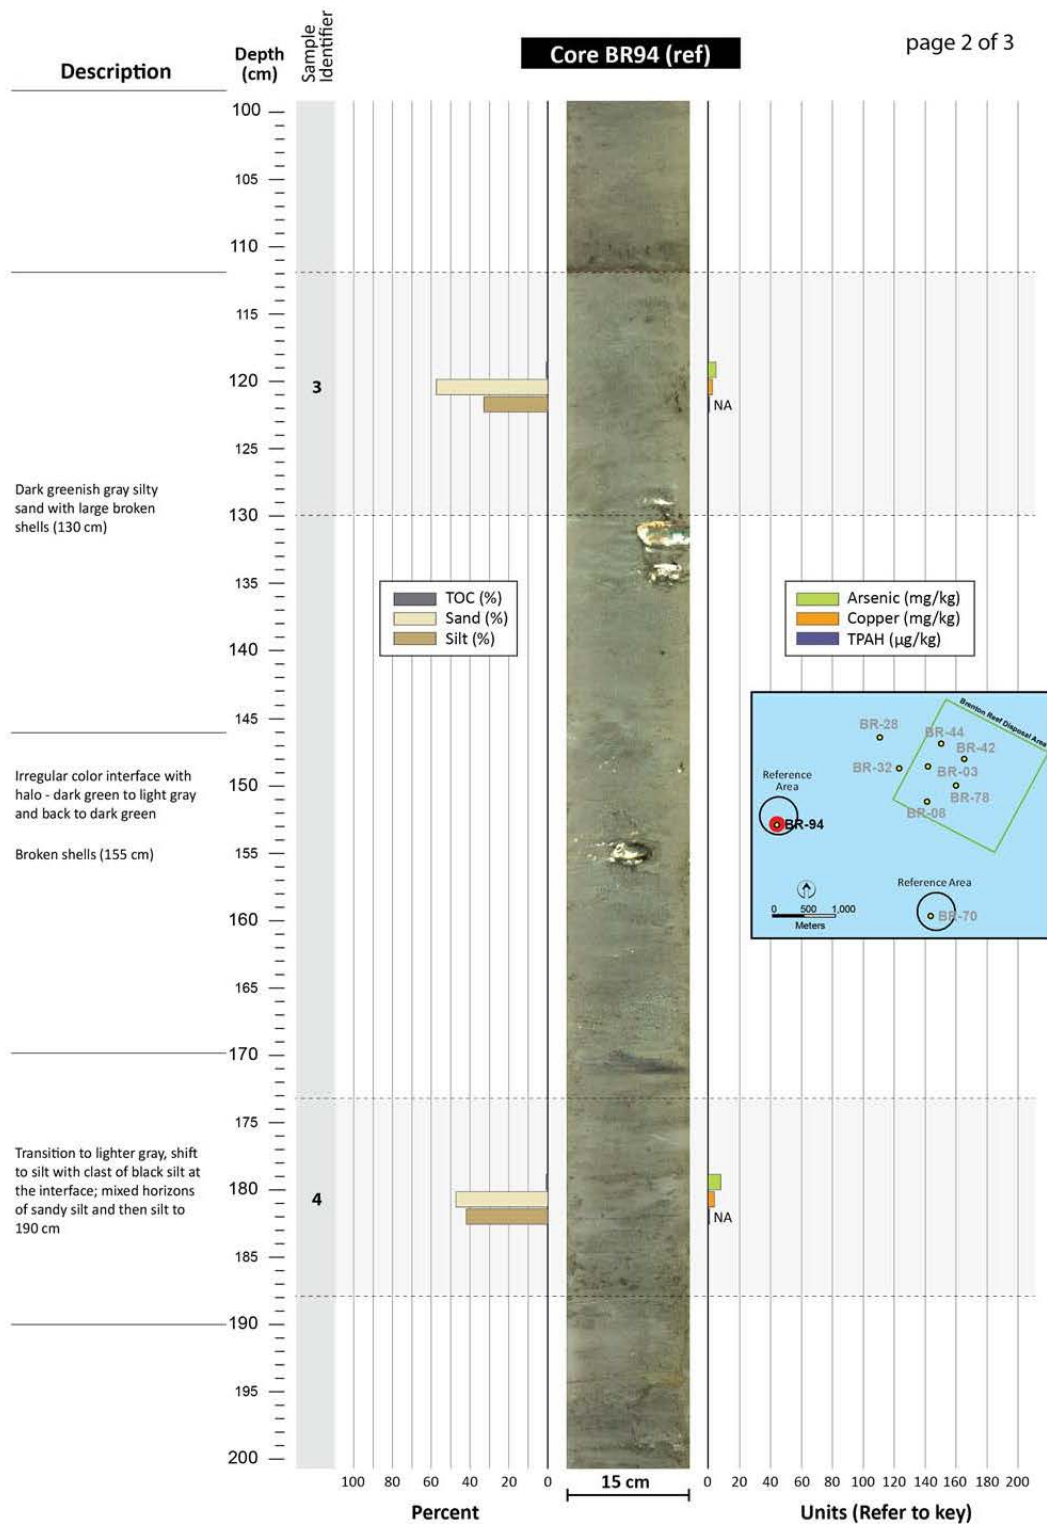 Core BR94 (ref)
page 2 of 3
Description
Depth
(cm)
Sample
Identifier
100
105
110
115
120
125
130
135
140
145
150
155
160
165
170
175
180
185
190
195
200
Dark greenish gray silty
sand with large broken
shells (130 cm)
Irregular color interface with
halo - dark green to light gray
and back to dark green
Broken shells (155 cm)
Transition to lighter gray, shift
to silt with clast of black silt at
the interface; mixed horizons
of sandy silt and then silt to
190 cm
3
4
NA
NA
TOC (%)
Sand (%)
Silt (%)
Arsenic (mg/kg)
Copper (mg/kg)
TPAH (µg/kg)
Brenton Reef Disposal Area
BR-28
BR-44
BR-42
BR-32
BR-03
BR-78
BR-08
Reference
Area
BR-94
Reference Area
BR-70
0 500 1,000
Meters
100 80 60 40 20 0
15 cm
0 20 40 60 80 100 120 140 160 180 200
Percent
Units (Refer to key)